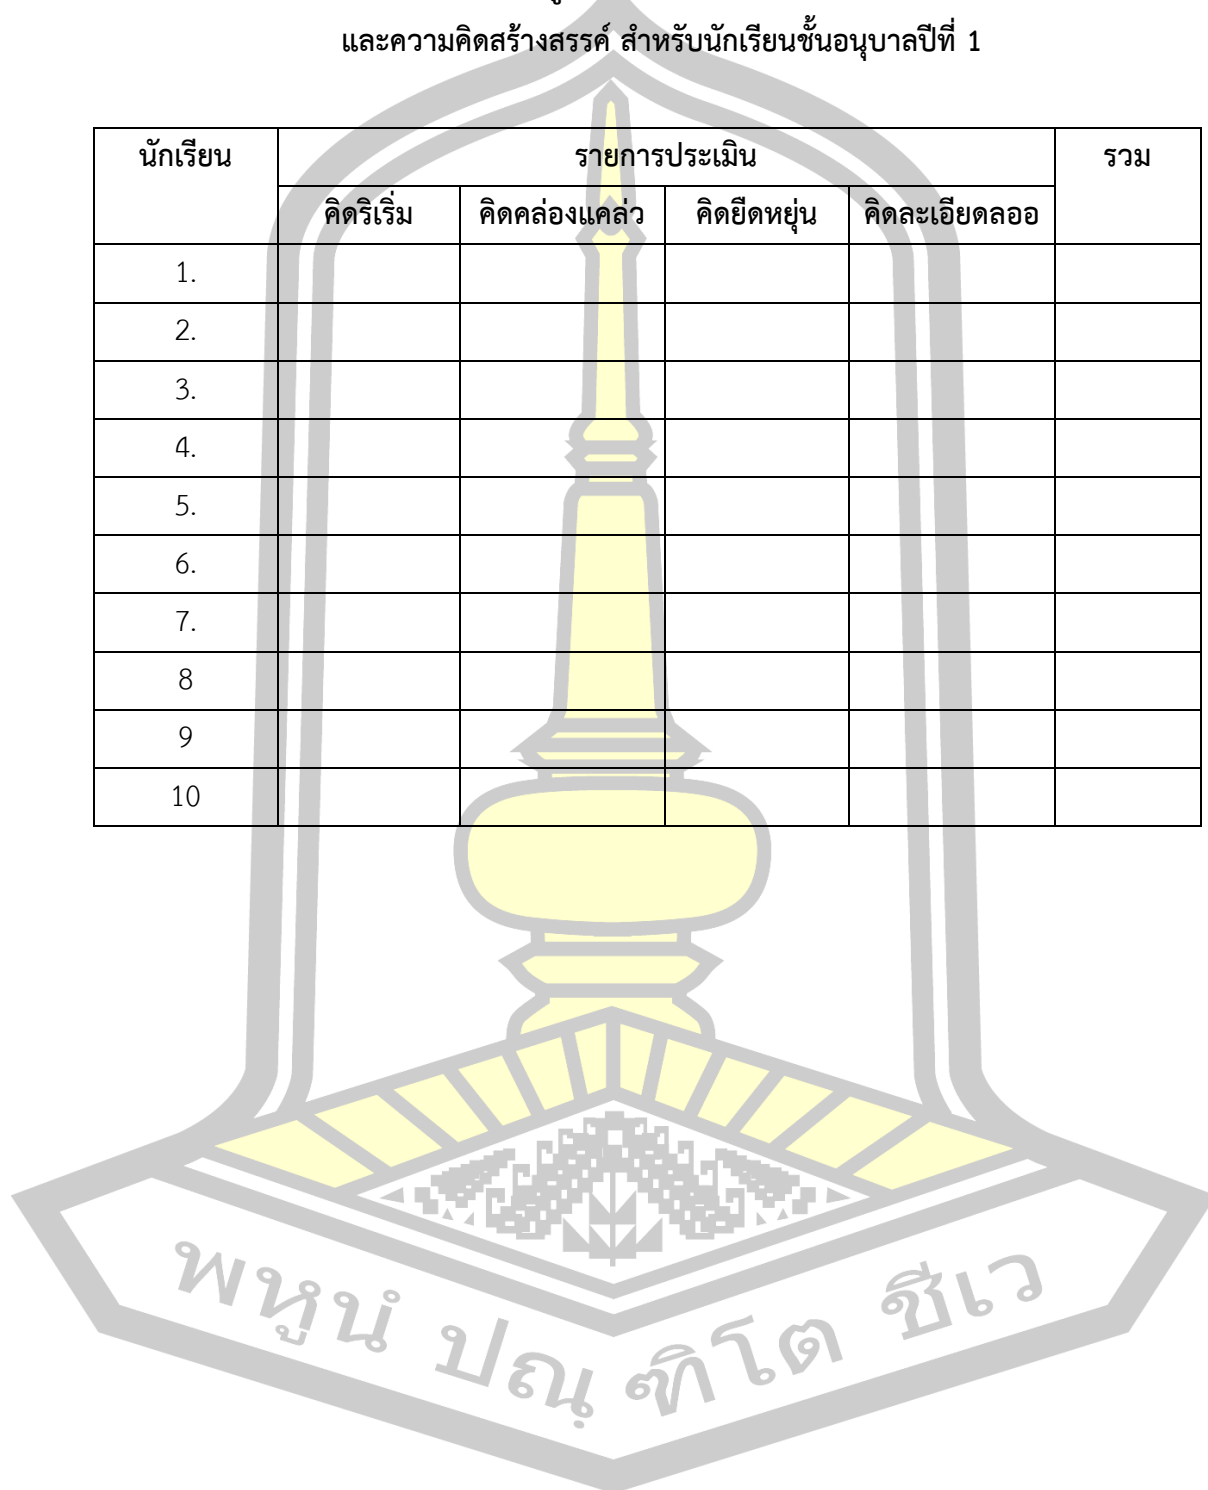 และความคิดสร้างสรรค์ สำหรับนักเรียนชั้นอนุบาลปีที่ 1
นักเรียน รายการประเมิน รวม
คิดริเริ่ม คิดคล่องแคล่ว คิดยืดหยุ่น คิดละเอียดลออ
1.
2.
3.
4.
5.
6.
7.
8
9
10
พหูนํ ปณฺฑิโต ชีเว